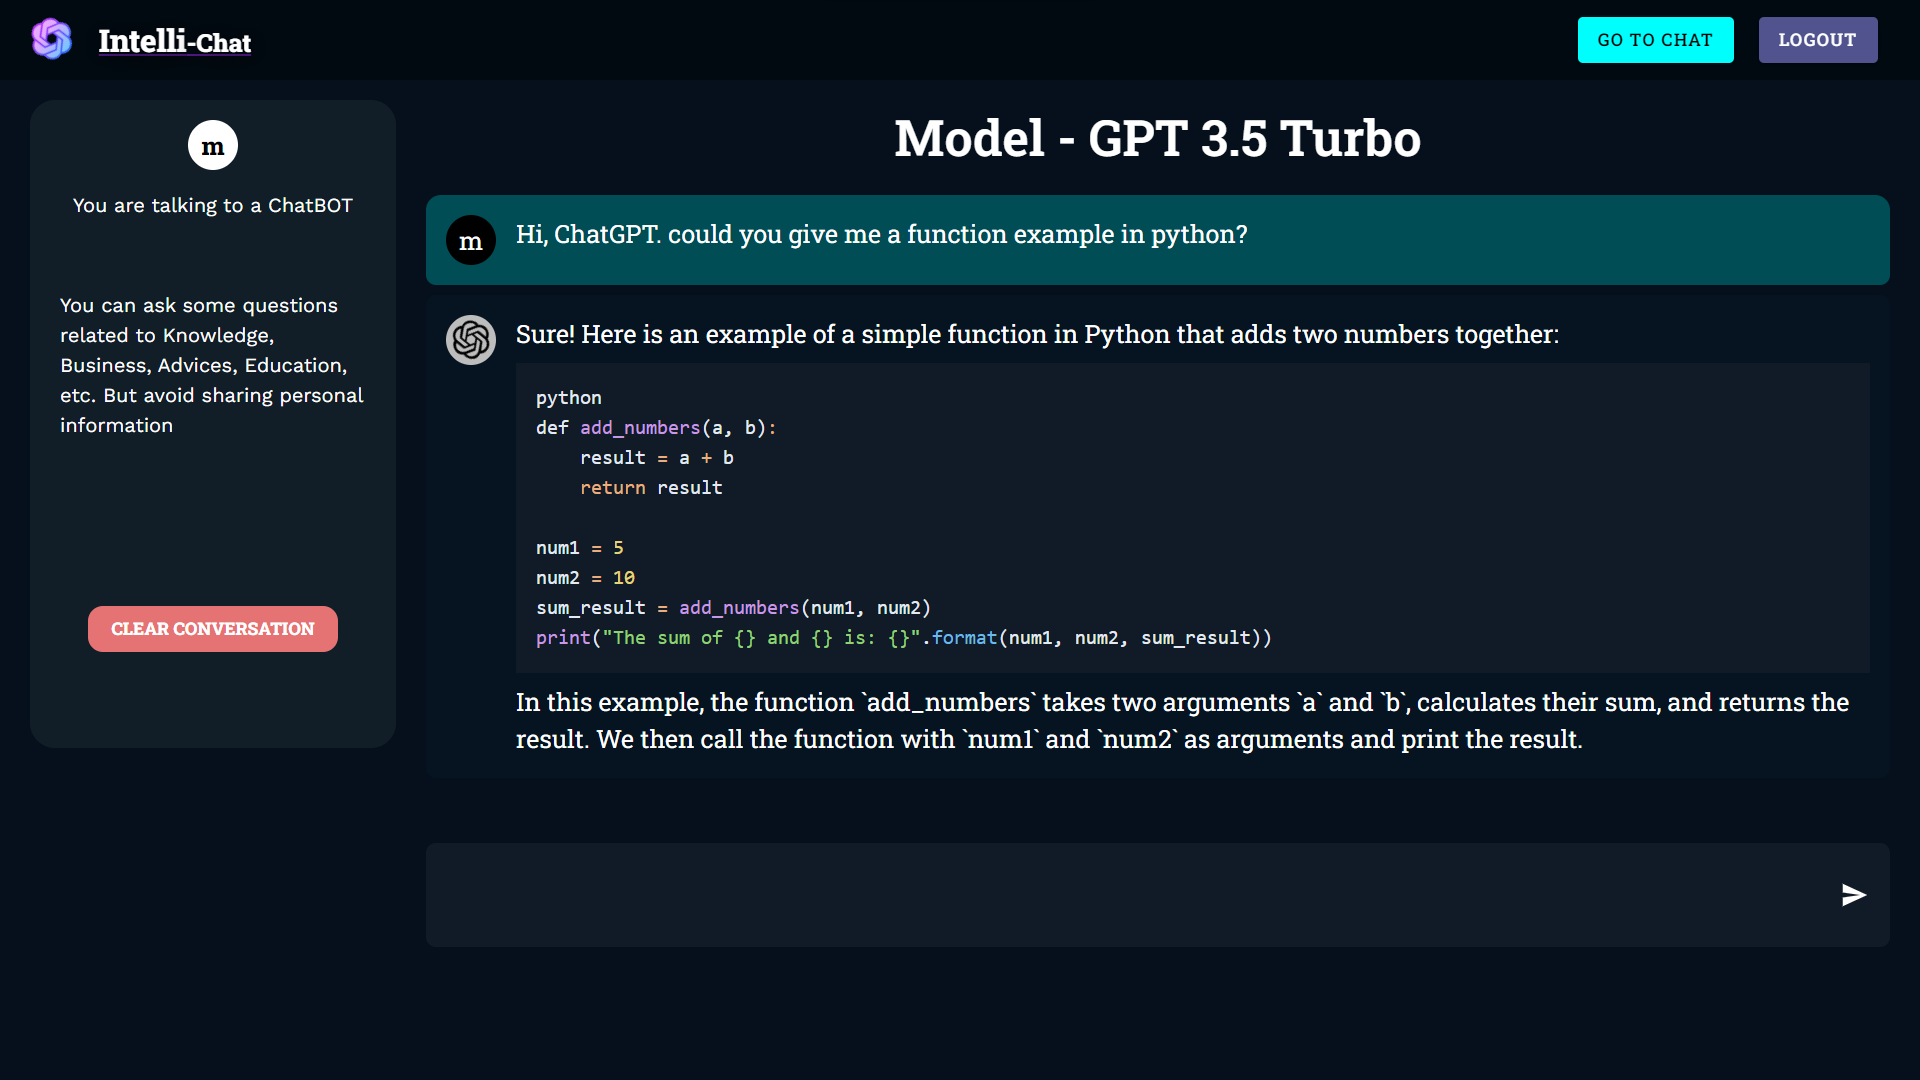 Intelli-Chat
GO TO CHAT
LOGOUT
m
You are talking to a ChatBOT
You can ask some questions
related to Knowledge,
Business, Advices, Education,
etc. But avoid sharing personal
information
CLEAR CONVERSATION
Model - GPT 3.5 Turbo
m
Hi, ChatGPT. could you give me a function example in python?
Sure! Here is an example of a simple function in Python that adds two numbers together:
python
def add_numbers(a, b):
    result = a + b
    return result
num1 = 5
num2 = 10
sum_result = add_numbers(num1, num2)
print("The sum of {} and {} is: {}".format(num1, num2, sum_result))
In this example, the function `add_numbers` takes two arguments `a` and `b`, calculates their sum, and returns the
result. We then call the function with `num1` and `num2` as arguments and print the result.